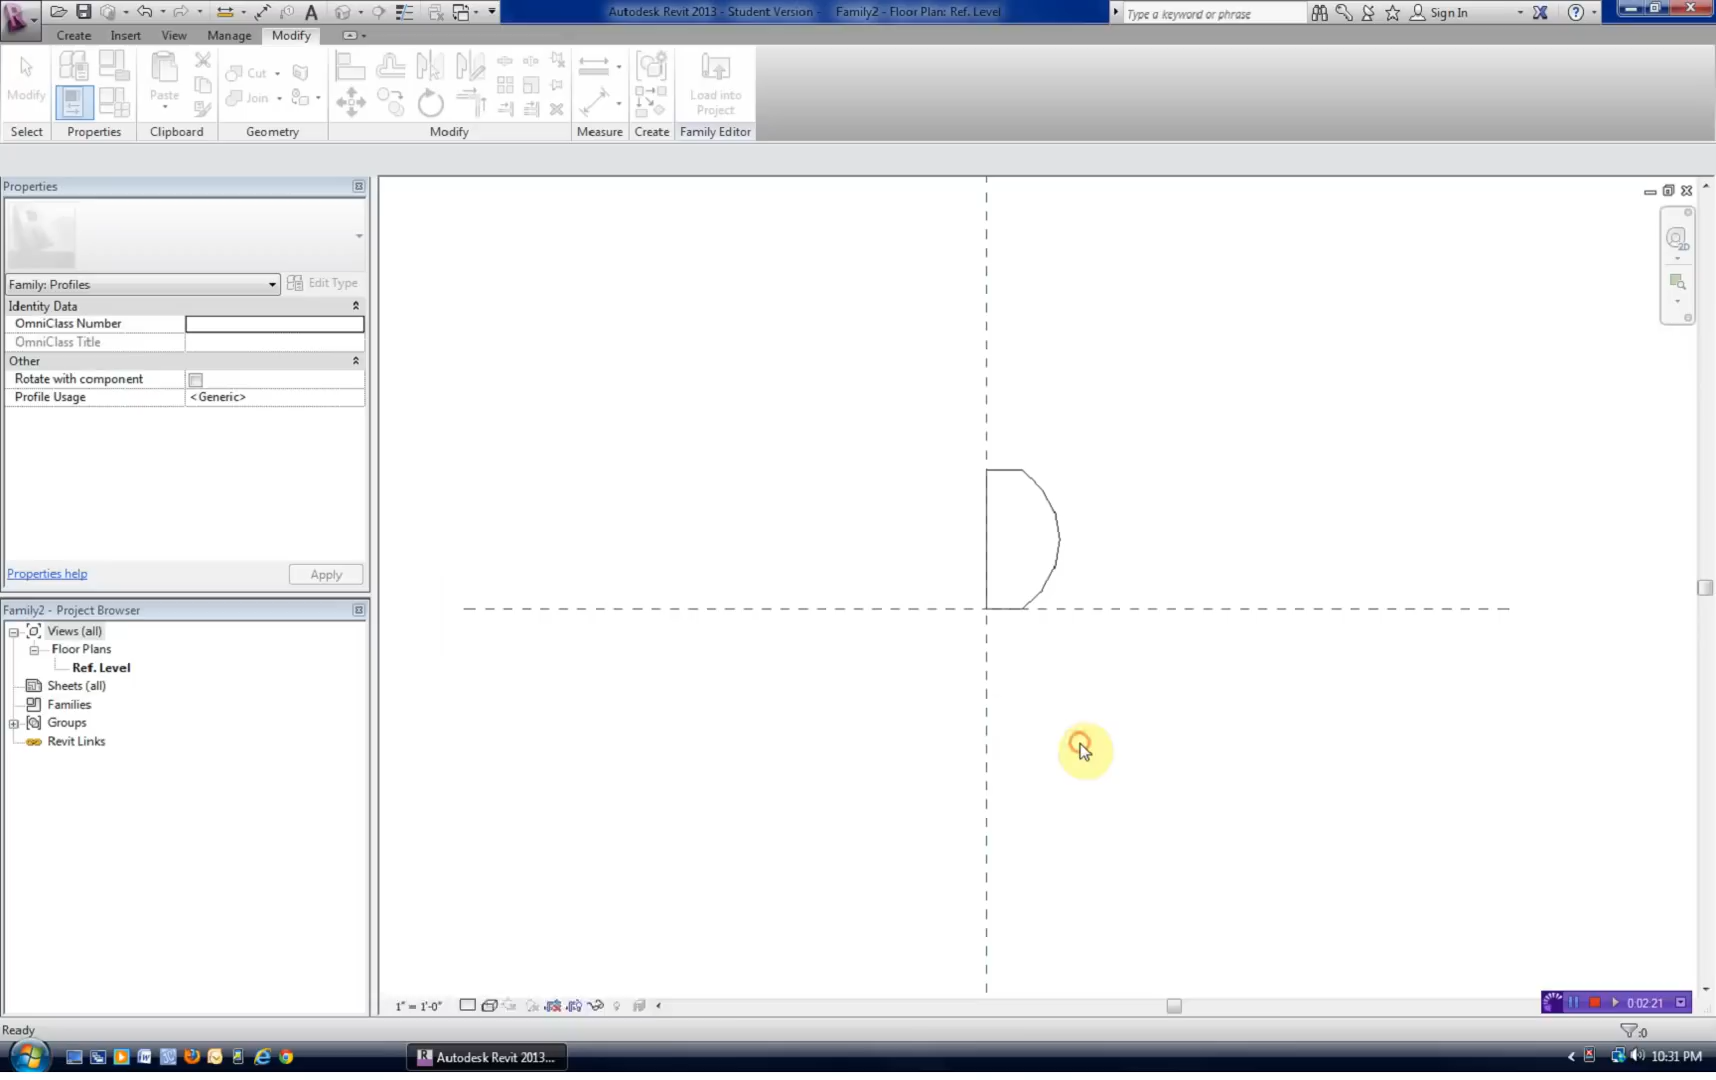 Autodesk Revit 2013 - Student Version - Family2 - Floor Plan: Ref. Level
Type a keyword or phrase
Sign In
Create Insert View Manage Modify
Modify
Paste
Cut
Join
Load into
Project
Select Properties Clipboard Geometry Modify Measure Create Family Editor
Properties
Family: Profiles
Edit Type
Identity Data
OmniClass Number
OmniClass Title
Other
Rotate with component
Profile Usage <Generic>
Properties help
Apply
Family2 - Project Browser
Views (all)
Floor Plans
Ref. Level
Sheets (all)
Families
Groups
Revit Links
2D
1" = 1'-0"
0:02:21
Ready
:0
Autodesk Revit 2013...
10:31 PM